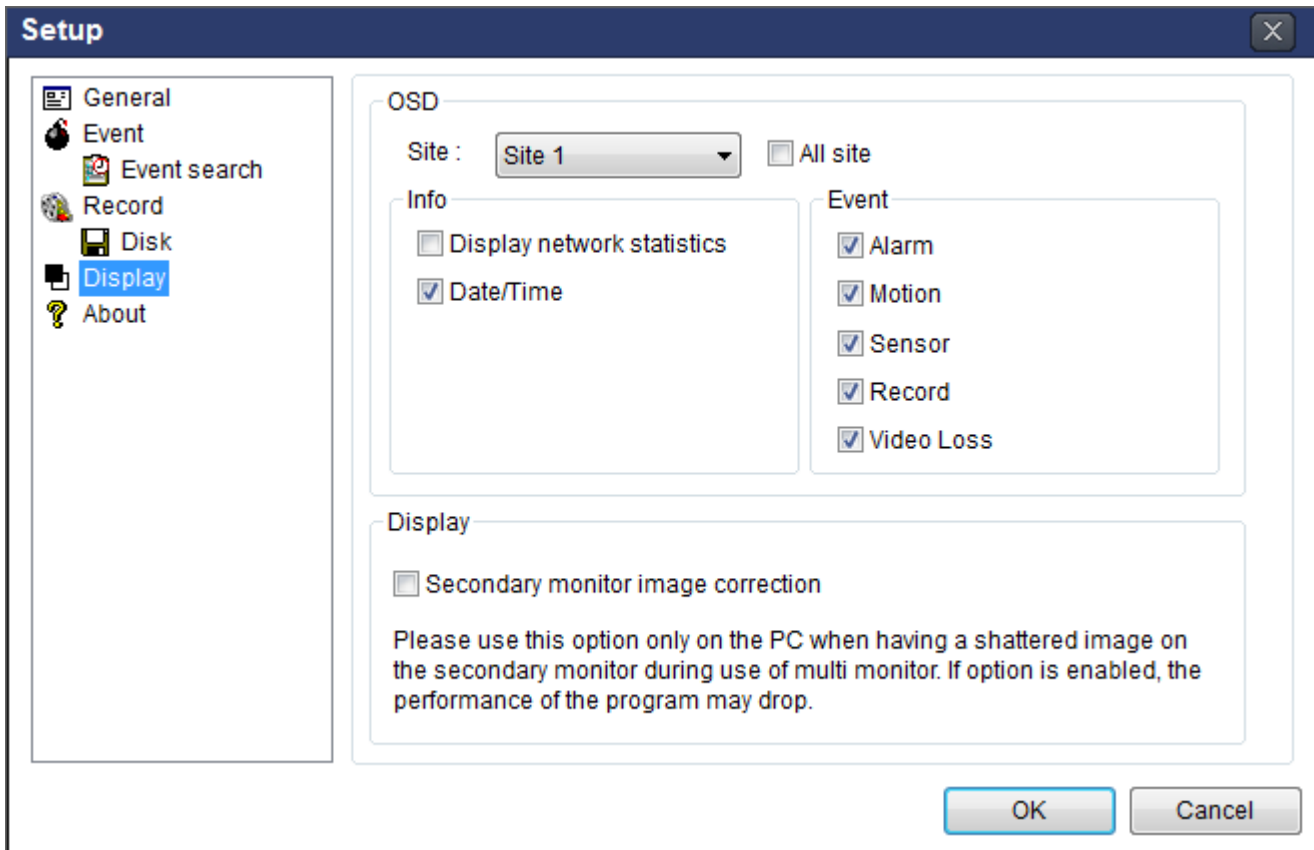 Setup
General
Event
Event search
Record
Disk
Display
About
OSD
Site : Site 1 All site
Info
Display network statistics
Date/Time
Event
Alarm
Motion
Sensor
Record
Video Loss
Display
Secondary monitor image correction
Please use this option only on the PC when having a shattered image on
the secondary monitor during use of multi monitor. If option is enabled, the
performance of the program may drop.
OK Cancel